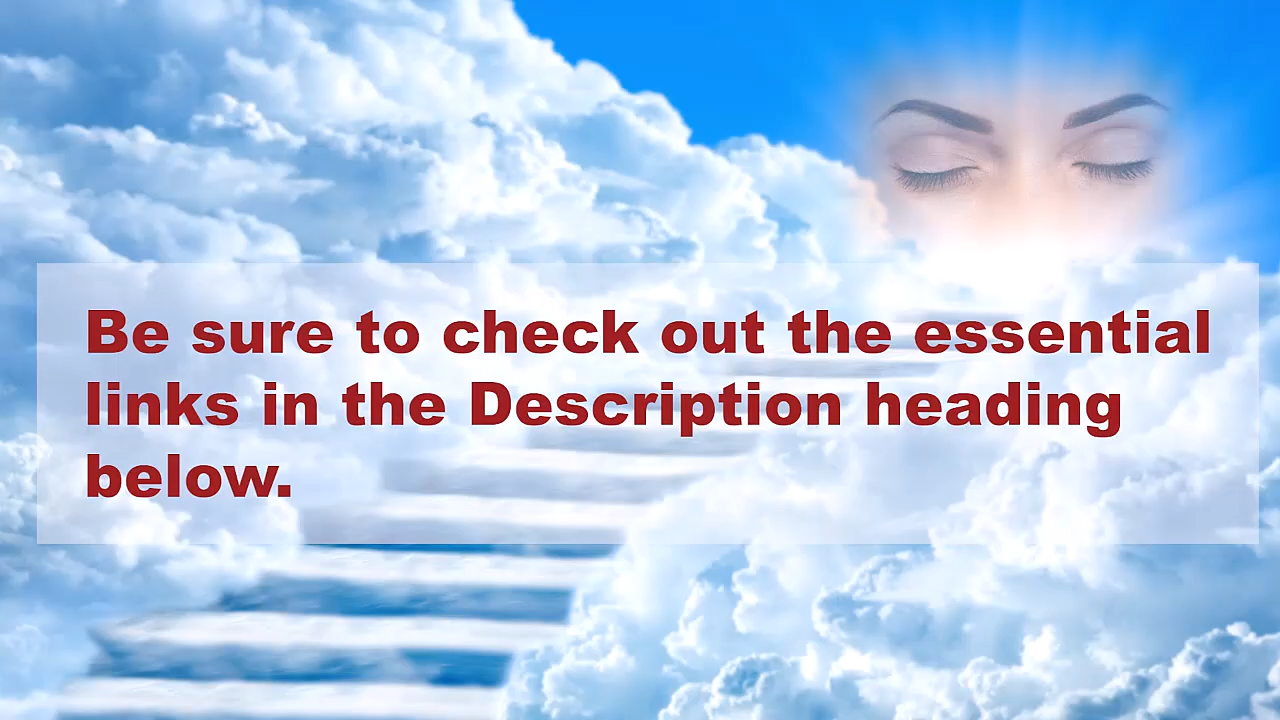 Be sure to check out the essential
links in the Description heading
below.